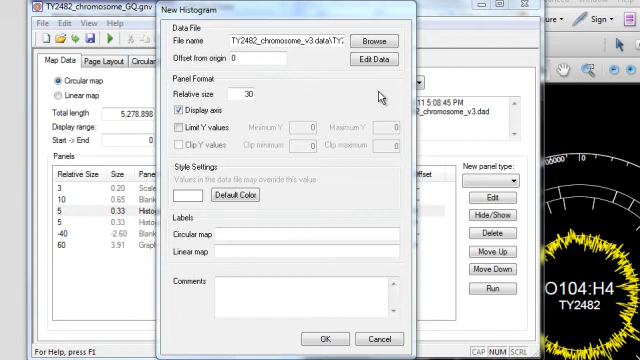 TY2482_chromosome_GQ.gnv
New Histogram
File Edit View
Data File
File name TY2482_chromosome_v3.data\TY2
Browse
Offset from origin 0
Edit Data
Map Data Page Layout Circular
Panel Format
Circular map
Linear map
Relative size 30
11 5:08:45 PM
Display axis
Total length 5,278,898
chromosome_v3.dad
Limit Y values Minimum Y 0 Maximum Y 0
Display range:
Start -> End 0
Clip Y values Clip minimum 0 Clip maximum 0
Panels
Style Settings
New panel type:
Relative Size Size Pane
Values in the data file may override this value
Offset
3 0.20 Scale
Default Color
10 0.65 Blank
Edit
5 0.33 Histo
Hide/Show
5 0.33 Histo
Labels
-40 -2.60 Blank
Circular map
Delete
60 3.91 Graph
Linear map
Move Up
Move Down
Comments
Run
O104:H4
TY2482
OK
Cancel
For Help, press F1
CAP NUM SCRL